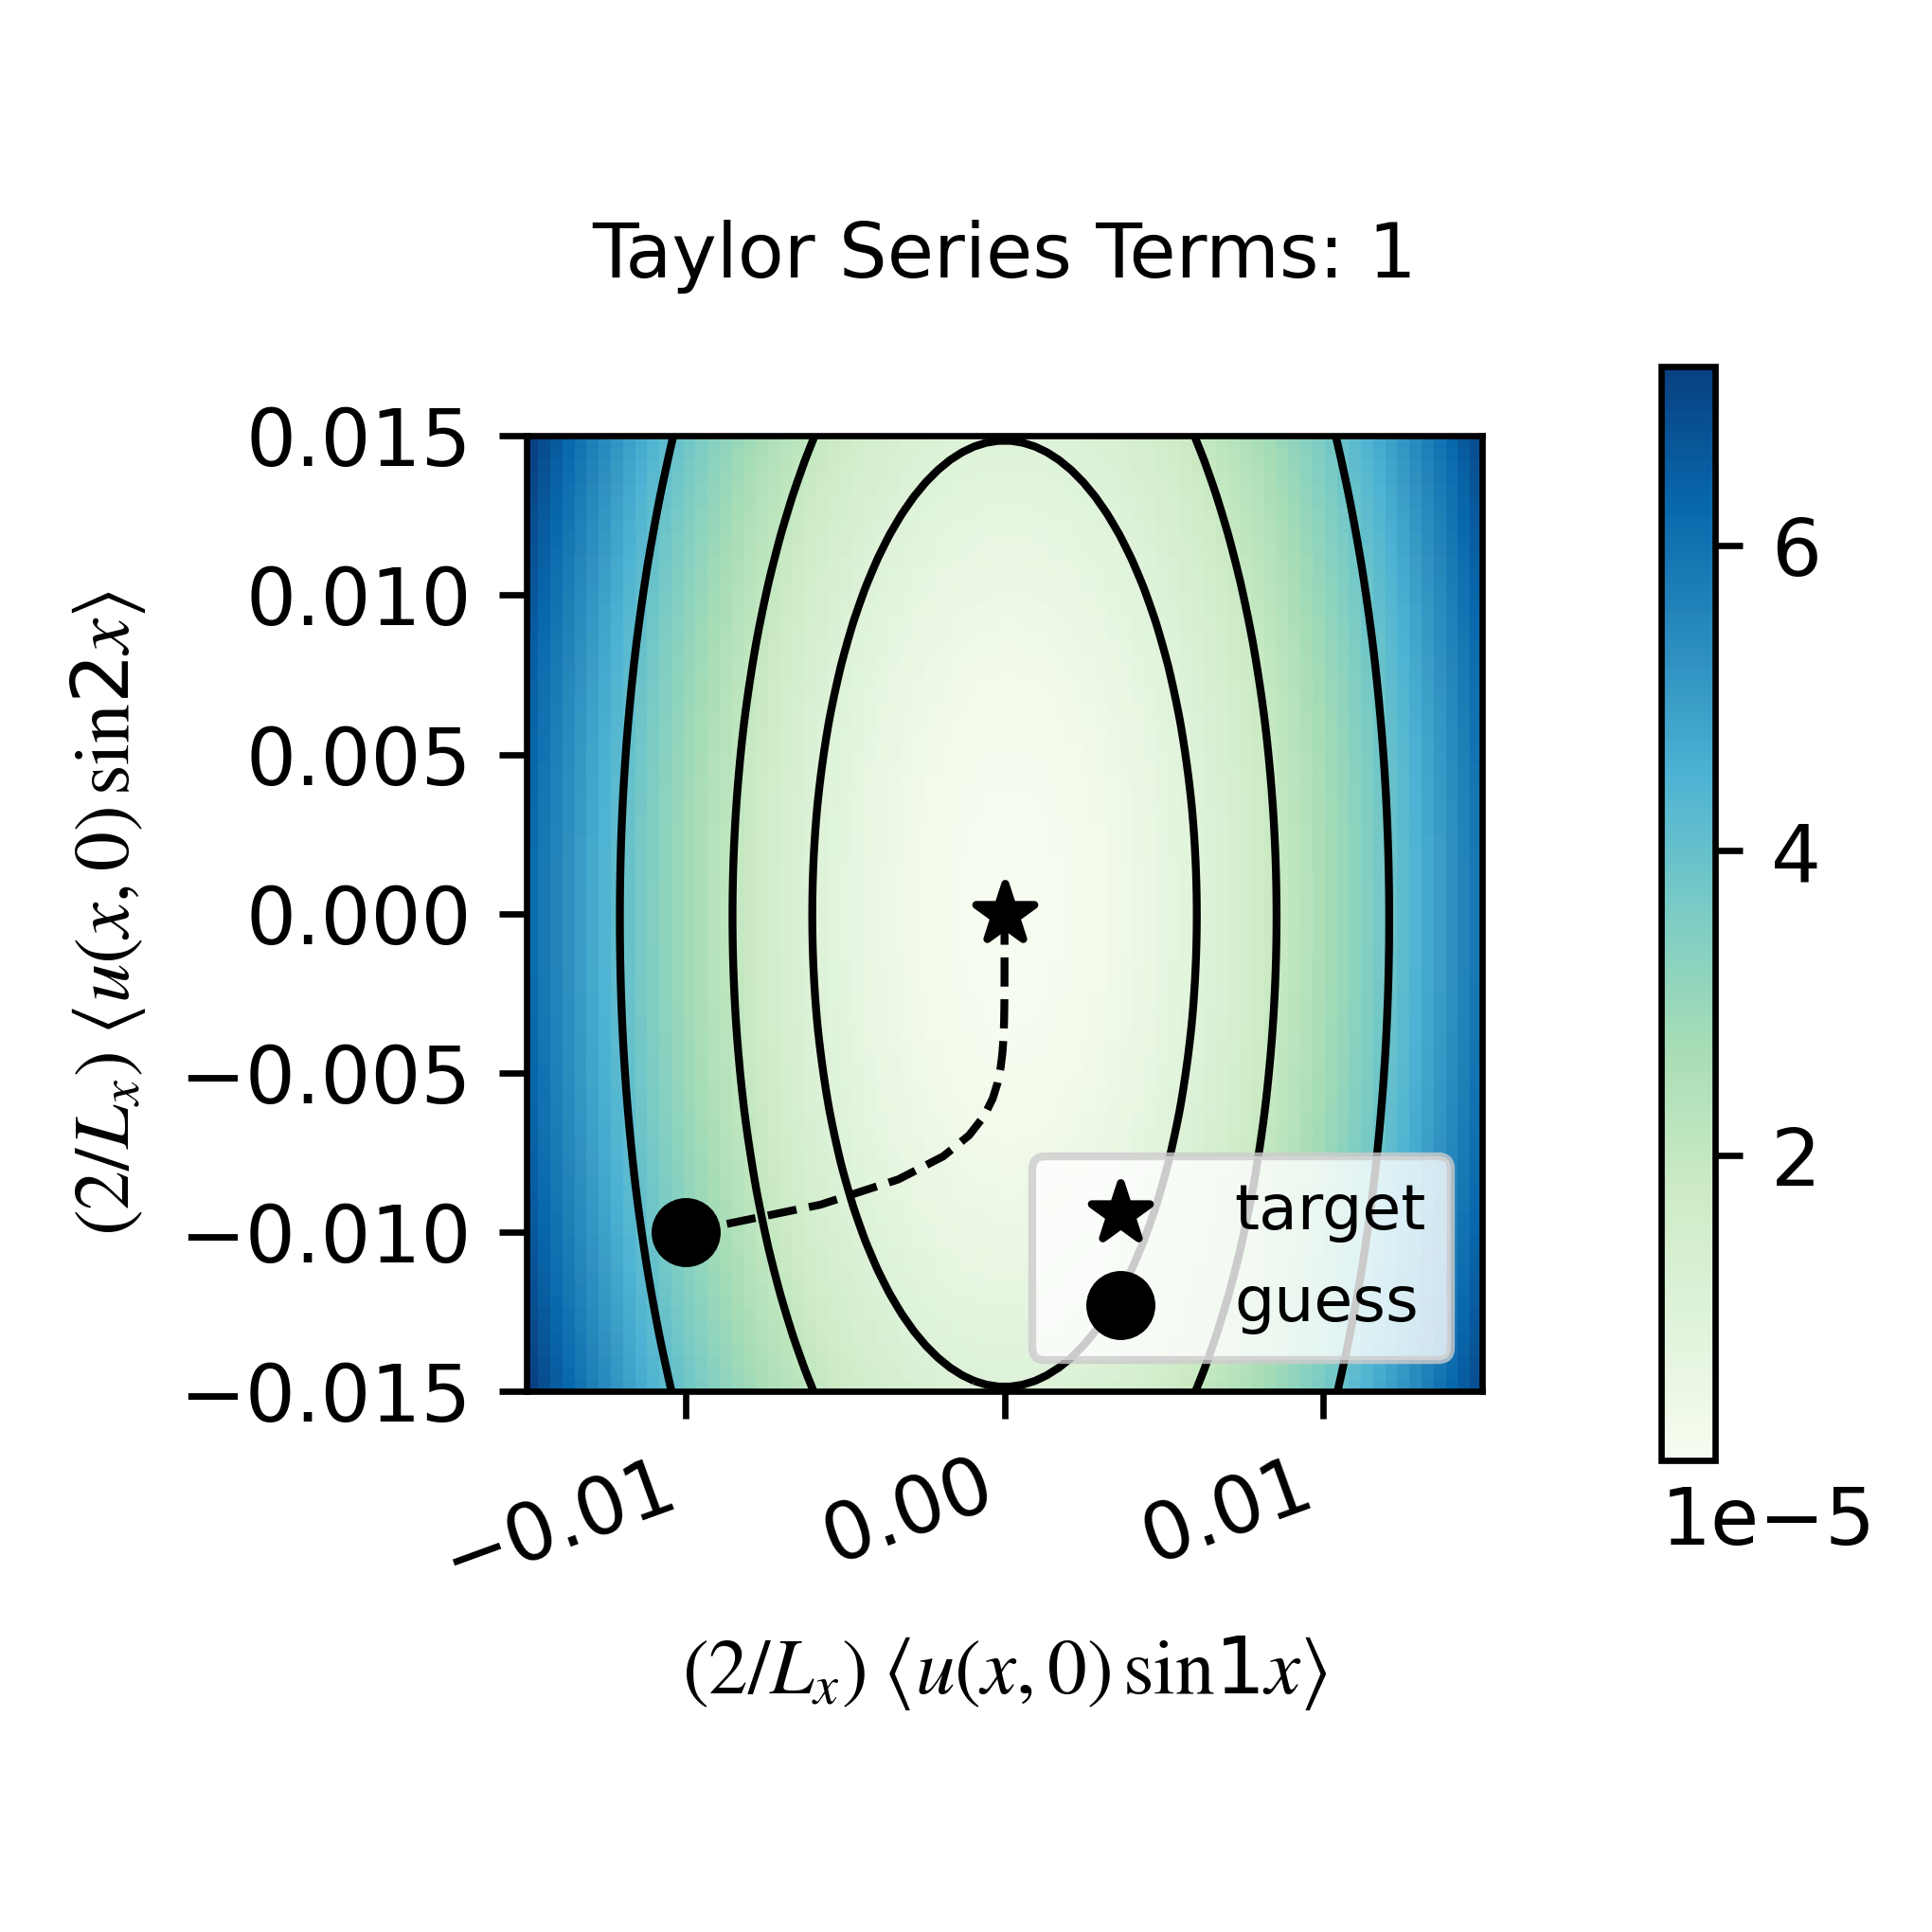 Taylor Series Terms: 1
0.015
0.010
0.005
0.000
−0.005
−0.010
−0.015
(2/Lₓ) ⟨u(x, 0) sin2x⟩
−0.01
0.00
0.01
(2/Lₓ) ⟨u(x, 0) sin1x⟩
target
guess
6
4
2
1e−5